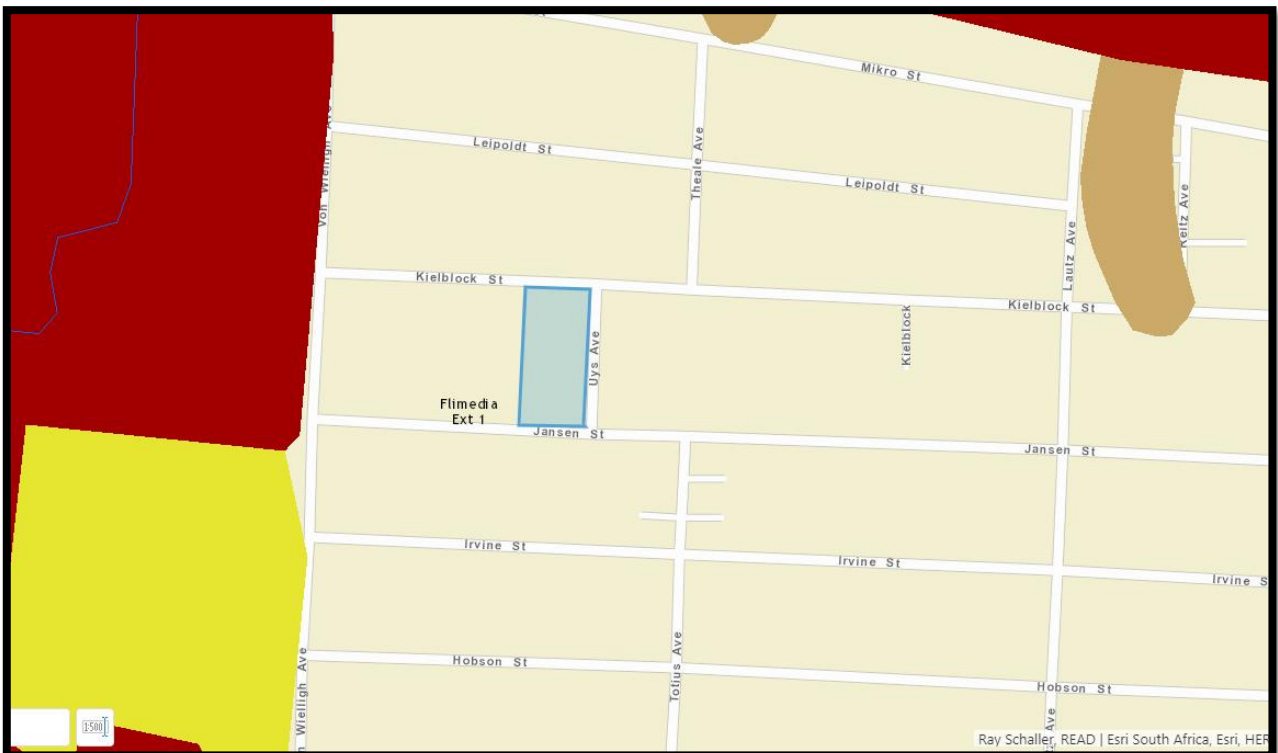 Mikro St
Leipoldt St
Leipoldt St
Von Wielligh Ave
Theale Ave
Reitz Ave
Lautz Ave
Kielblock St
Kielblock St
Kielblock
Uys Ave
Flimedia
Ext 1
Jansen St
Jansen St
Irvine St
Irvine St
Irvine S
Hobson St
Hobson St
Totius Ave
n Wielligh Ave
Ave
1:500
Ray Schaller, READ | Esri South Africa, Esri, HER